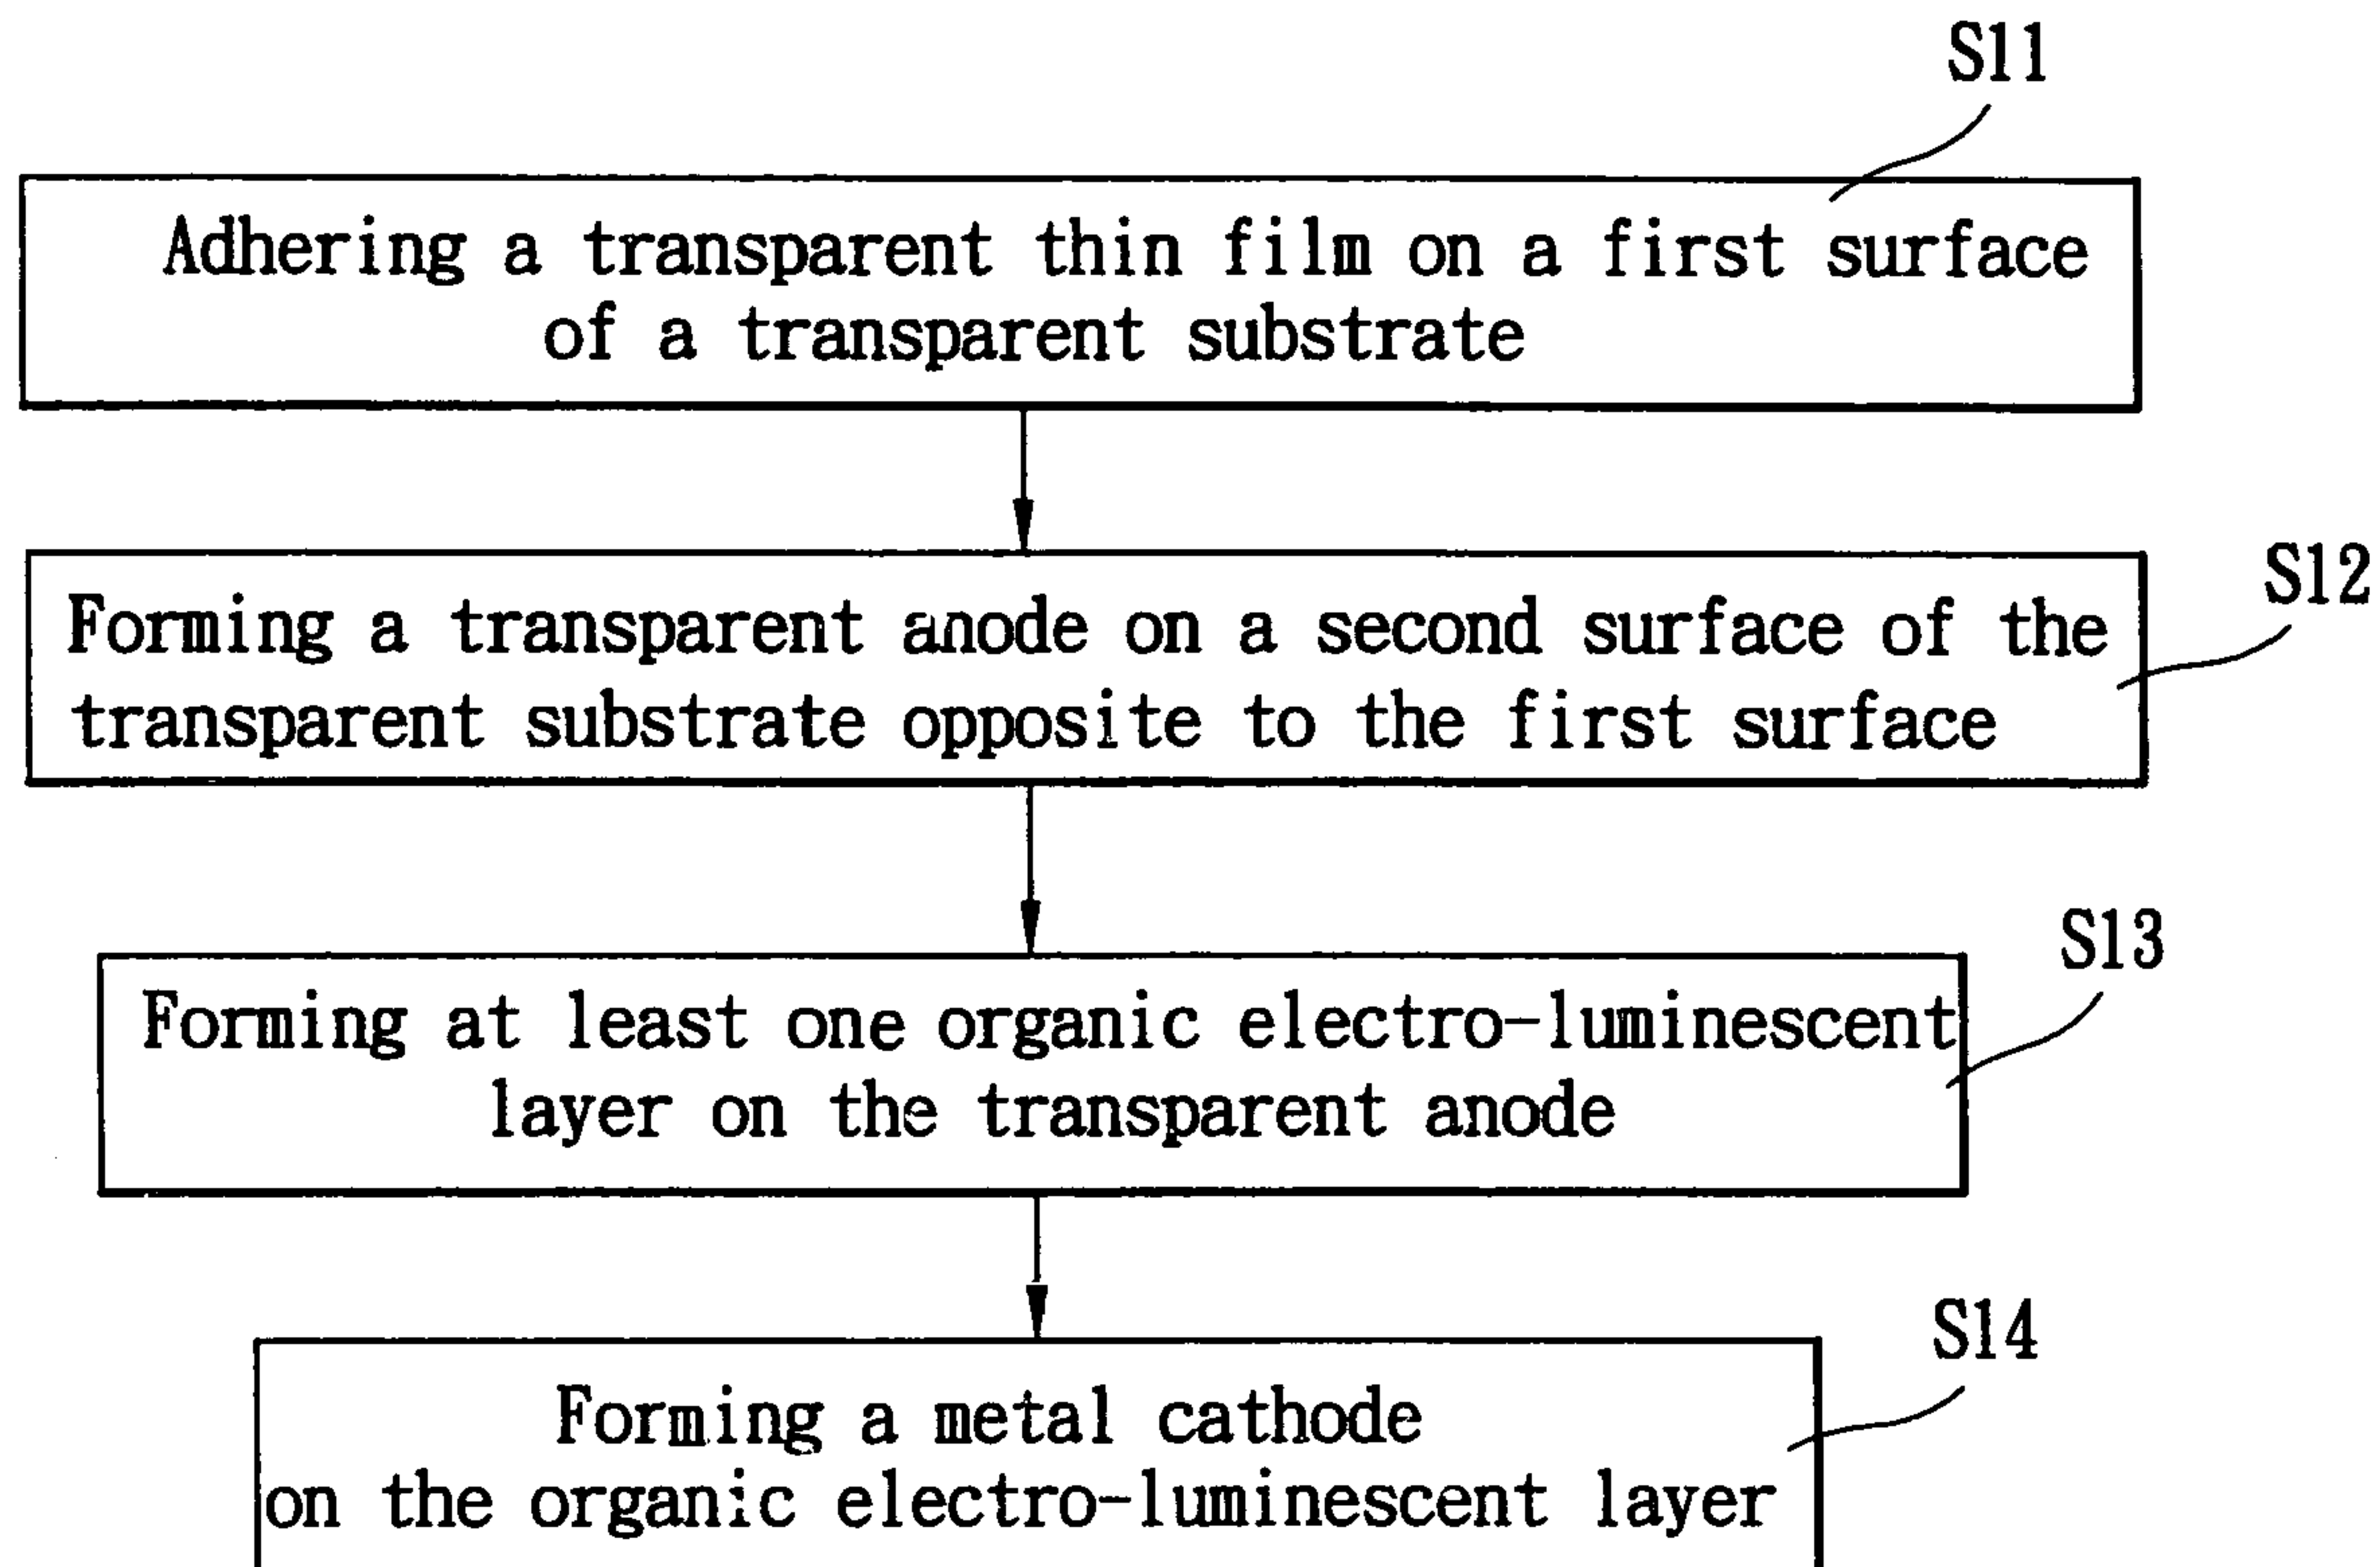 S11
Adhering a transparent thin film on a first surface
of a transparent substrate
S12
Forming a transparent anode on a second surface of the
transparent substrate opposite to the first surface
S13
Forming at least one organic electro-luminescent
layer on the transparent anode
S14
Forming a metal cathode
on the organic electro-luminescent layer